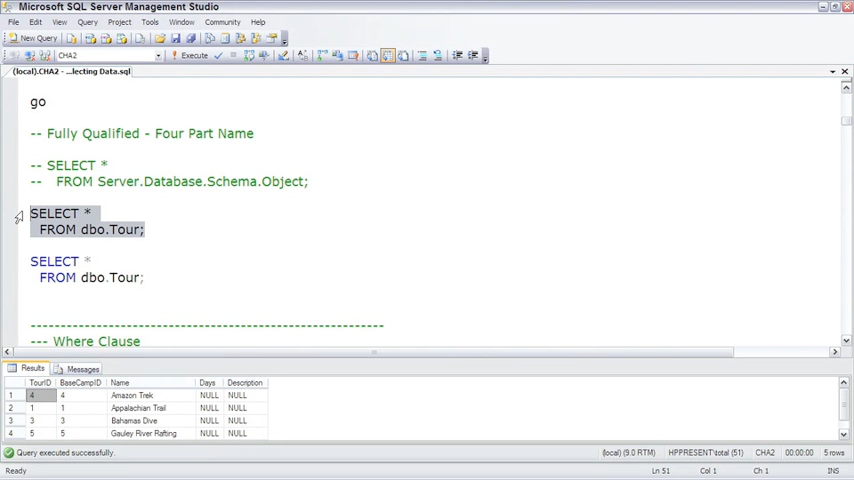 Microsoft SQL Server Management Studio
File Edit View Query Project Tools Window Community Help
New Query
CHA2 Execute
(local).CHA2 - ...lecting Data.sql
go
-- Fully Qualified - Four Part Name
-- SELECT *
-- FROM Server.Database.Schema.Object;
SELECT *
FROM dbo.Tour;
SELECT *
FROM dbo.Tour;
------------------------------------------------------------
--- Where Clause
Results Messages
TourID BaseCampID Name Days Description
1 4 4 Amazon Trek NULL NULL
2 1 1 Appalachian Trail NULL NULL
3 3 3 Bahamas Dive NULL NULL
4 5 5 Gauley River Rafting NULL NULL
Query executed successfully. (local) (9.0 RTM) HPPRESENT\total (51) CHA2 00:00:00 5 rows
Ready Ln 51 Col 1 Ch 1 INS